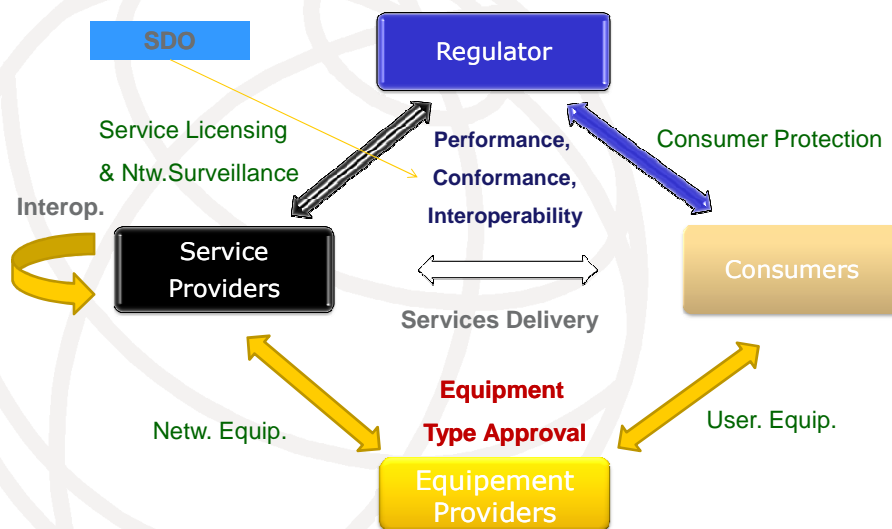 SDO
Regulator
Service Licensing
& Ntw.Surveillance
Performance,
Conformance,
Interoperability
Consumer Protection
Interop.
Service
Providers
Consumers
Services Delivery
Equipment
Type Approval
Netw. Equip.
User. Equip.
Equipement
Providers